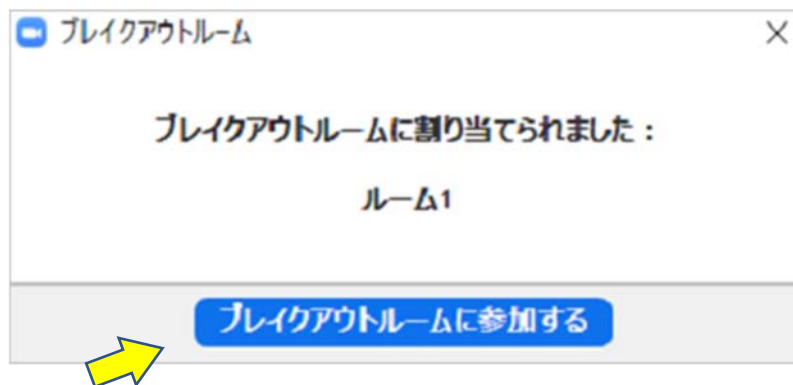 ブレイクアウトルーム
ブレイクアウトルームに割り当てられました：
ルーム1
ブレイクアウトルームに参加する